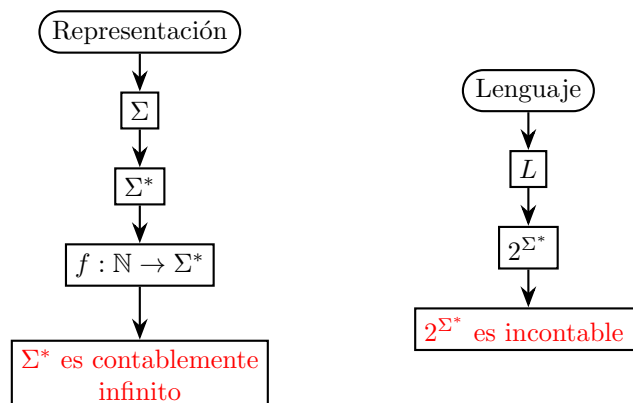 Representación
Σ
Σ*
f : ℕ → Σ*
Σ* es contablemente
infinito
Lenguaje
L
2^{Σ*}
2^{Σ*} es incontable